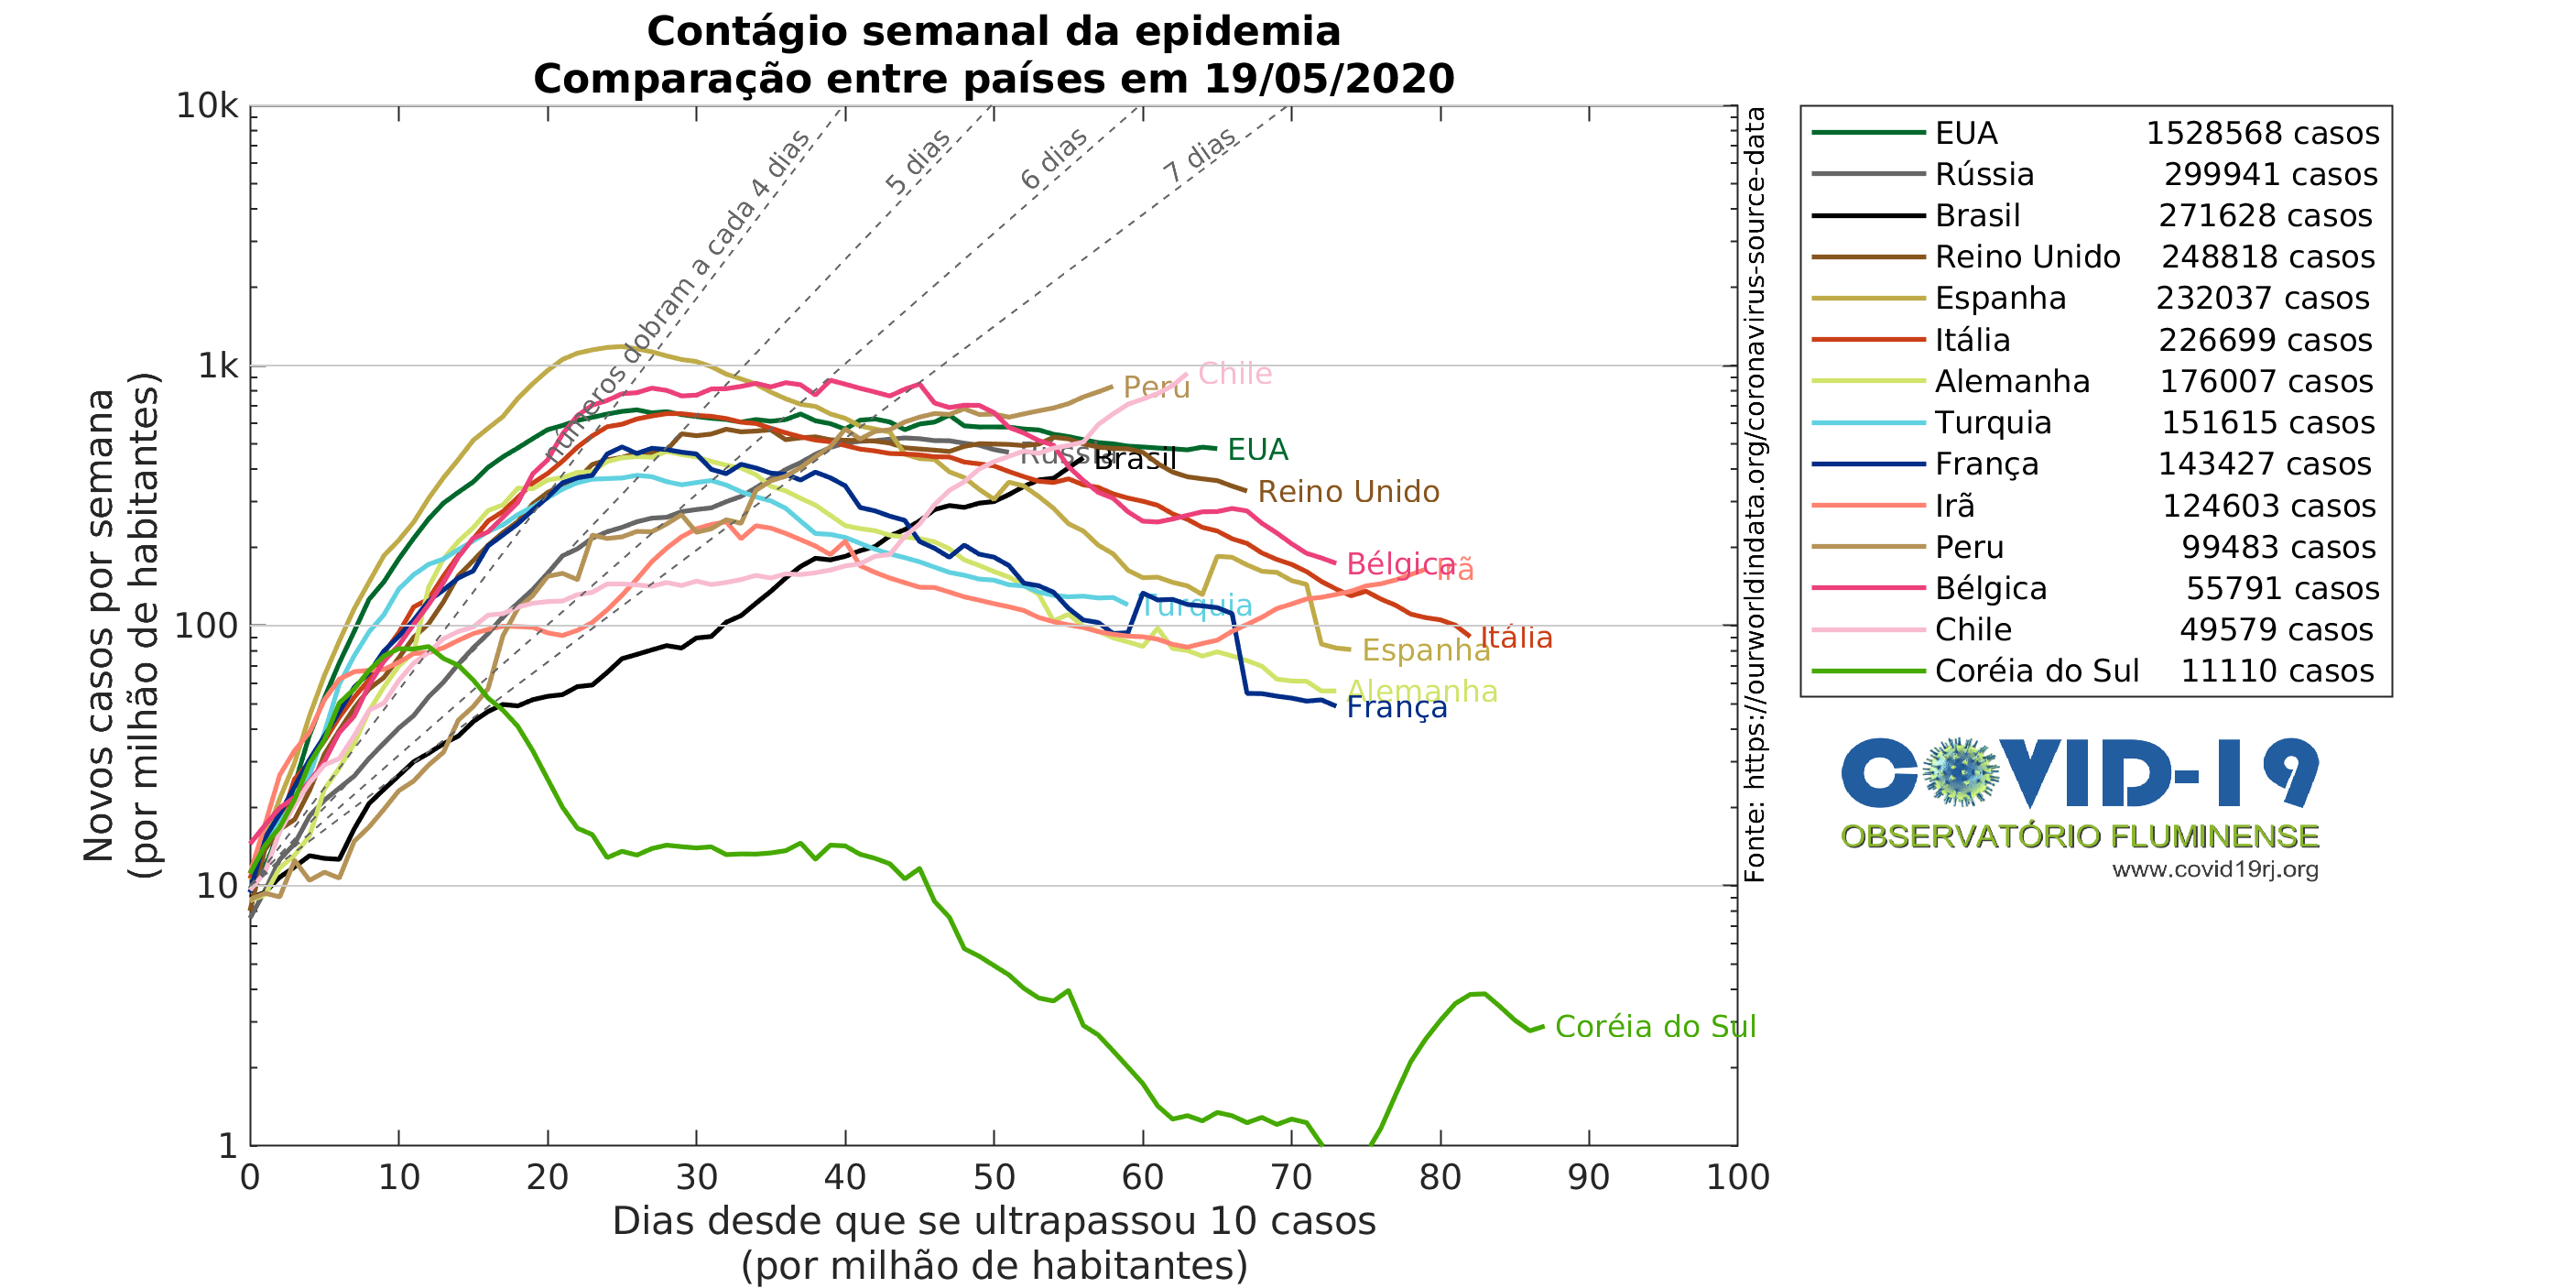 Contágio semanal da epidemia
Comparação entre países em 19/05/2020
Novos casos por semana
(por milhão de habitantes)
10k
1k
100
10
1
0 10 20 30 40 50 60 70 80 90 100
Dias desde que se ultrapassou 10 casos
(por milhão de habitantes)
números dobram a cada 4 dias
5 dias
6 dias
7 dias
Chile
Peru
EUA
Rússia
Brasil
Reino Unido
Bélgica
Irã
Turquia
Itália
Espanha
Alemanha
França
Coréia do Sul
Fonte: https://ourworldindata.org/coronavirus-source-data
EUA 1528568 casos
Rússia 299941 casos
Brasil 271628 casos
Reino Unido 248818 casos
Espanha 232037 casos
Itália 226699 casos
Alemanha 176007 casos
Turquia 151615 casos
França 143427 casos
Irã 124603 casos
Peru 99483 casos
Bélgica 55791 casos
Chile 49579 casos
Coréia do Sul 11110 casos
COVID-19
OBSERVATÓRIO FLUMINENSE
www.covid19rj.org